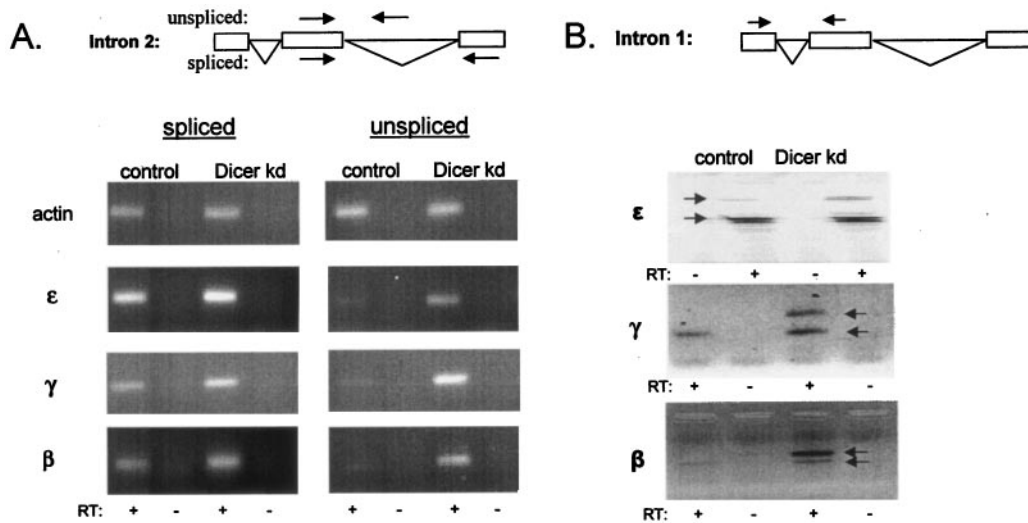 A.
unspliced:
Intron 2:
spliced:
spliced
unspliced
control Dicer kd
control Dicer kd
actin
ε
γ
β
RT: + - + -
+ - + -
B.
Intron 1:
control Dicer kd
ε
RT: - + - +
γ
RT: + - + -
β
RT: + - + -